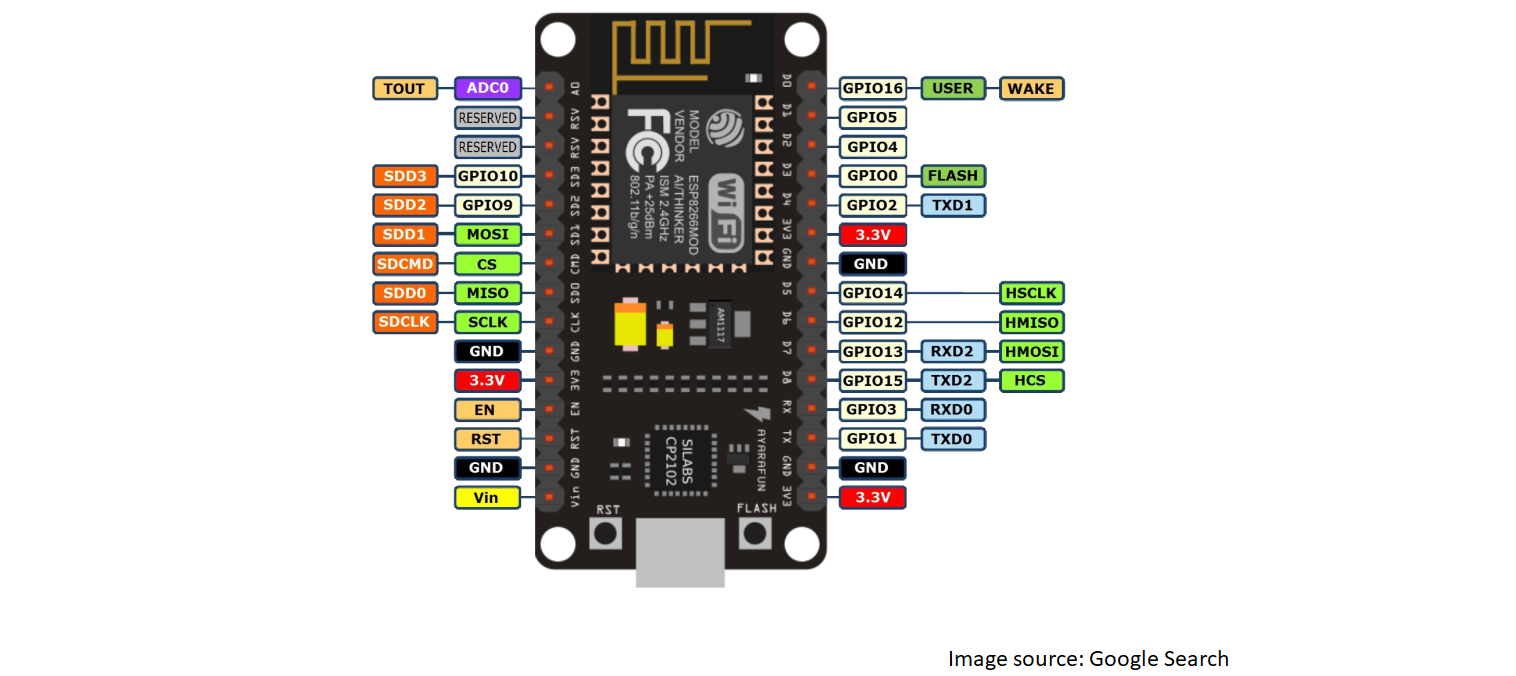 TOUT ADC0 A0 D0 GPIO16 USER WAKE
RESERVED RSV D1 GPIO5
RESERVED RSV D2 GPIO4
SDD3 GPIO10 SD3 D3 GPIO0 FLASH
SDD2 GPIO9 SD2 D4 GPIO2 TXD1
SDD1 MOSI SD1 3V3 3.3V
SDCMD CS CMD GND GND
SDD0 MISO SD0 D5 GPIO14 HSCLK
SDCLK SCLK CLK D6 GPIO12 HMISO
GND GND D7 GPIO13 RXD2 HMOSI
3.3V 3V3 D8 GPIO15 TXD2 HCS
EN EN RX GPIO3 RXD0
RST RST TX GPIO1 TXD0
GND GND GND GND
Vin Vin 3V3 3.3V
FC
WiFi
MODEL
VENDOR
ESP8266MOD
AI/THINKER
ISM 2.4GHz
PA +25dBm
802.11b/g/n
AM1117
SILABS
CP2102
AYARAFUN
RST
FLASH
Image source: Google Search